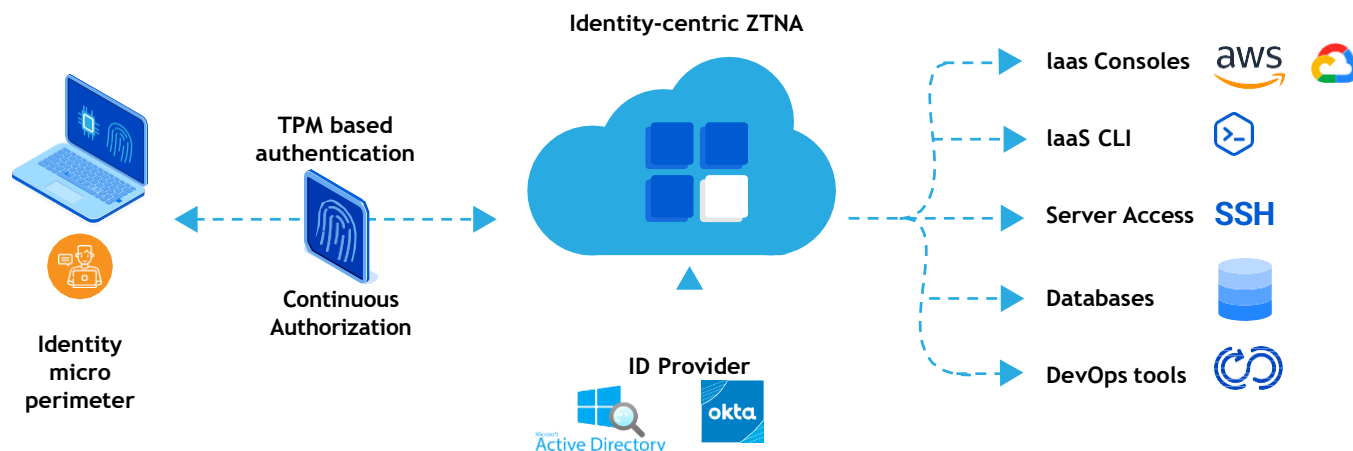 Identity-centric ZTNA
TPM based
authentication
Continuous
Authorization
Identity
micro
perimeter
ID Provider
Microsoft
Active Directory
okta
Iaas Consoles
aws
IaaS CLI
Server Access
SSH
Databases
DevOps tools